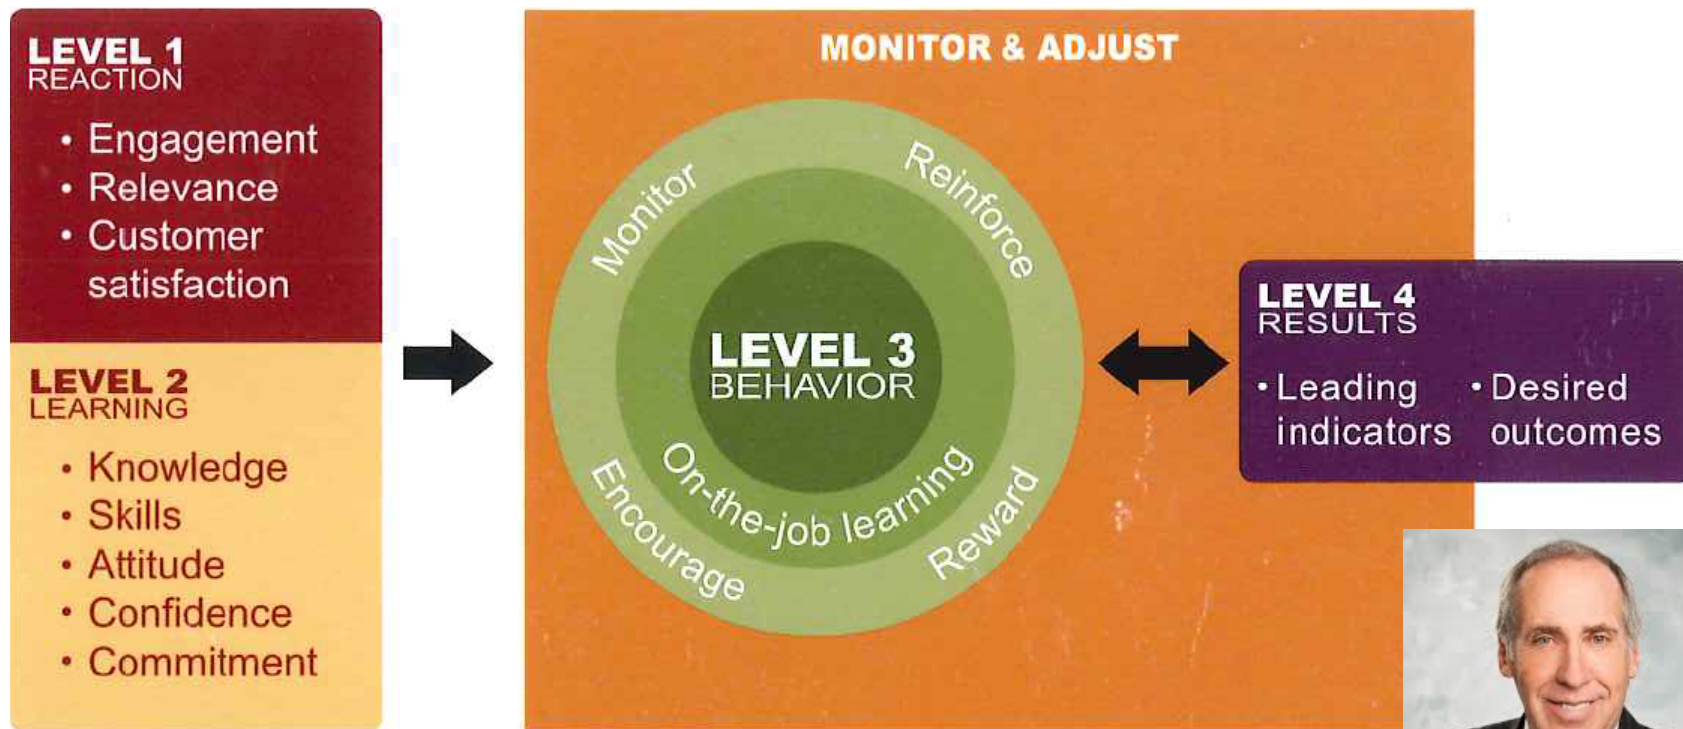 LEVEL 1
REACTION
• Engagement
• Relevance
• Customer
satisfaction
LEVEL 2
LEARNING
• Knowledge
• Skills
• Attitude
• Confidence
• Commitment
MONITOR & ADJUST
Monitor
Reinforce
LEVEL 3
BEHAVIOR
On-the-job learning
Encourage
Reward
LEVEL 4
RESULTS
• Leading
indicators
• Desired
outcomes